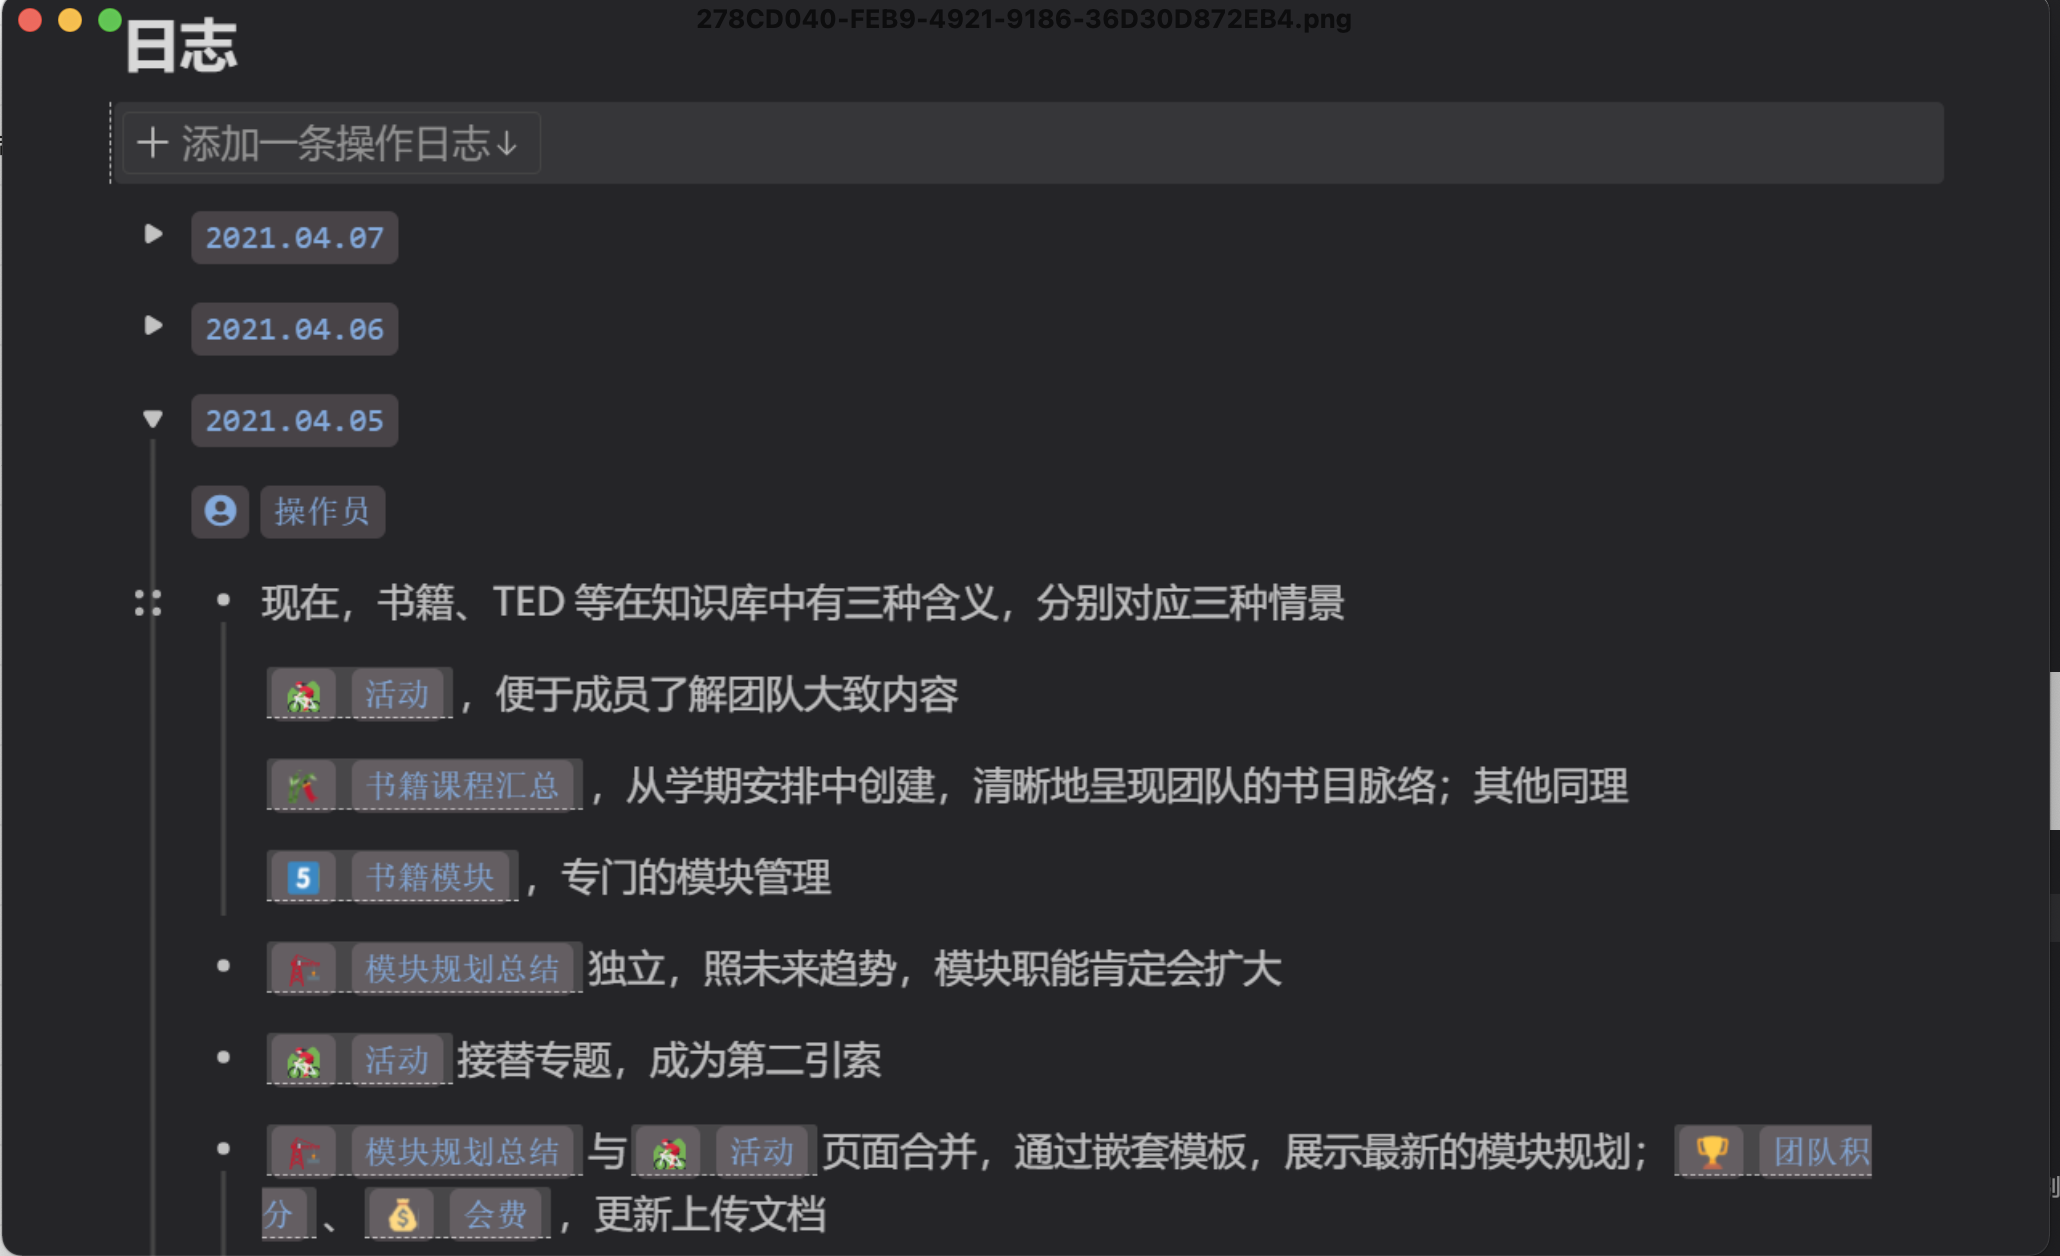 278CD040-FEB9-4921-9186-36D30D872EB4.png
日志
+ 添加一条操作日志↓
2021.04.07
2021.04.06
2021.04.05
操作员
现在，书籍、TED 等在知识库中有三种含义，分别对应三种情景
活动，便于成员了解团队大致内容
书籍课程汇总，从学期安排中创建，清晰地呈现团队的书目脉络；其他同理
5 书籍模块，专门的模块管理
模块规划总结独立，照未来趋势，模块职能肯定会扩大
活动接替专题，成为第二引索
模块规划总结与活动页面合并，通过嵌套模板，展示最新的模块规划；团队积
分、会费，更新上传文档